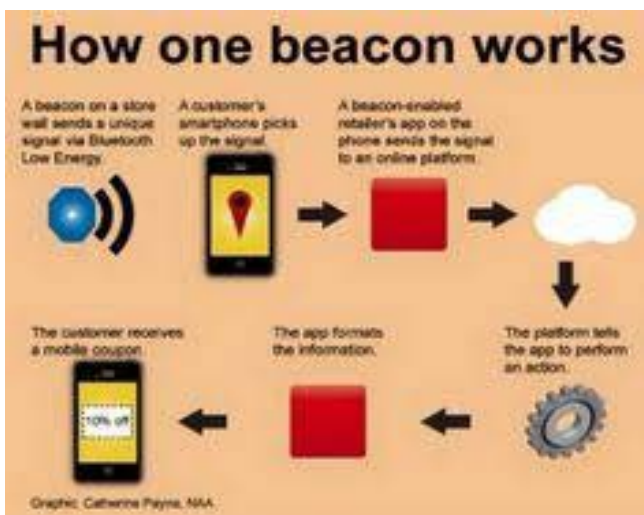 How one beacon works
A beacon on a store
wall sends a unique
signal via Bluetooth
Low Energy.
A customer's
smartphone picks
up the signal.
A beacon-enabled
retailer's app on the
phone sends the signal
to an online platform.
The platform tells
the app to perform
an action.
The app formats
the information.
The customer receives
a mobile coupon.
10% off
Graphic: Catherine Payne, NAA